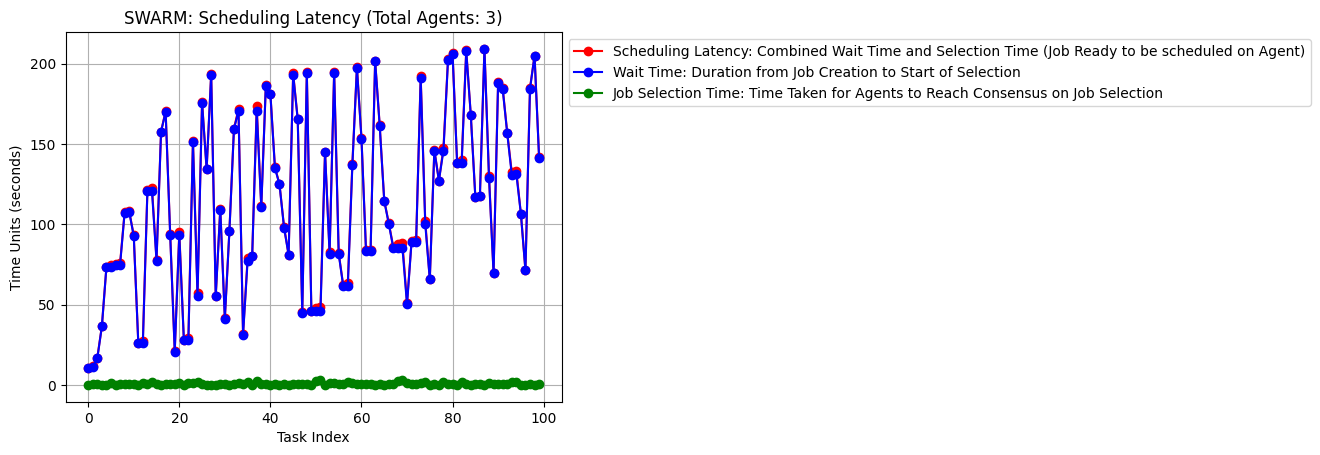 SWARM: Scheduling Latency (Total Agents: 3)
Scheduling Latency: Combined Wait Time and Selection Time (Job Ready to be scheduled on Agent)
Wait Time: Duration from Job Creation to Start of Selection
Job Selection Time: Time Taken for Agents to Reach Consensus on Job Selection
Time Units (seconds)
200
150
100
50
0
0 20 40 60 80 100
Task Index